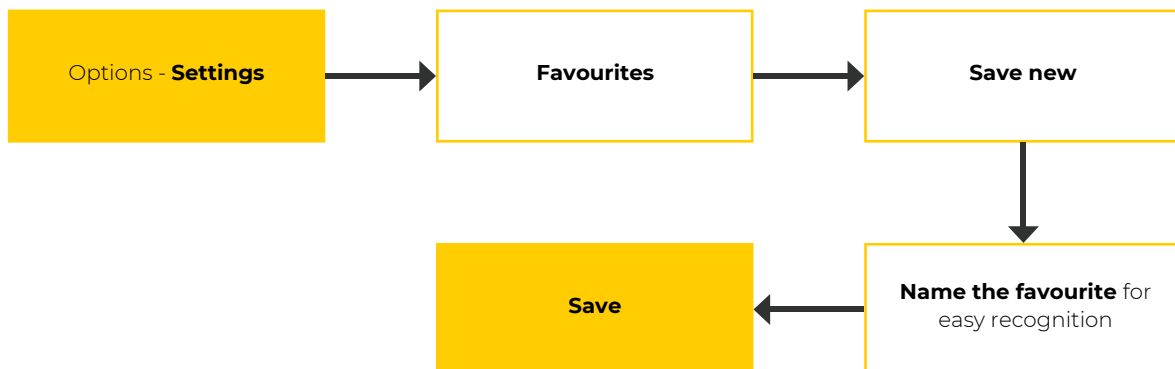 Options - Settings
Favourites
Save new
Name the favourite for
easy recognition
Save